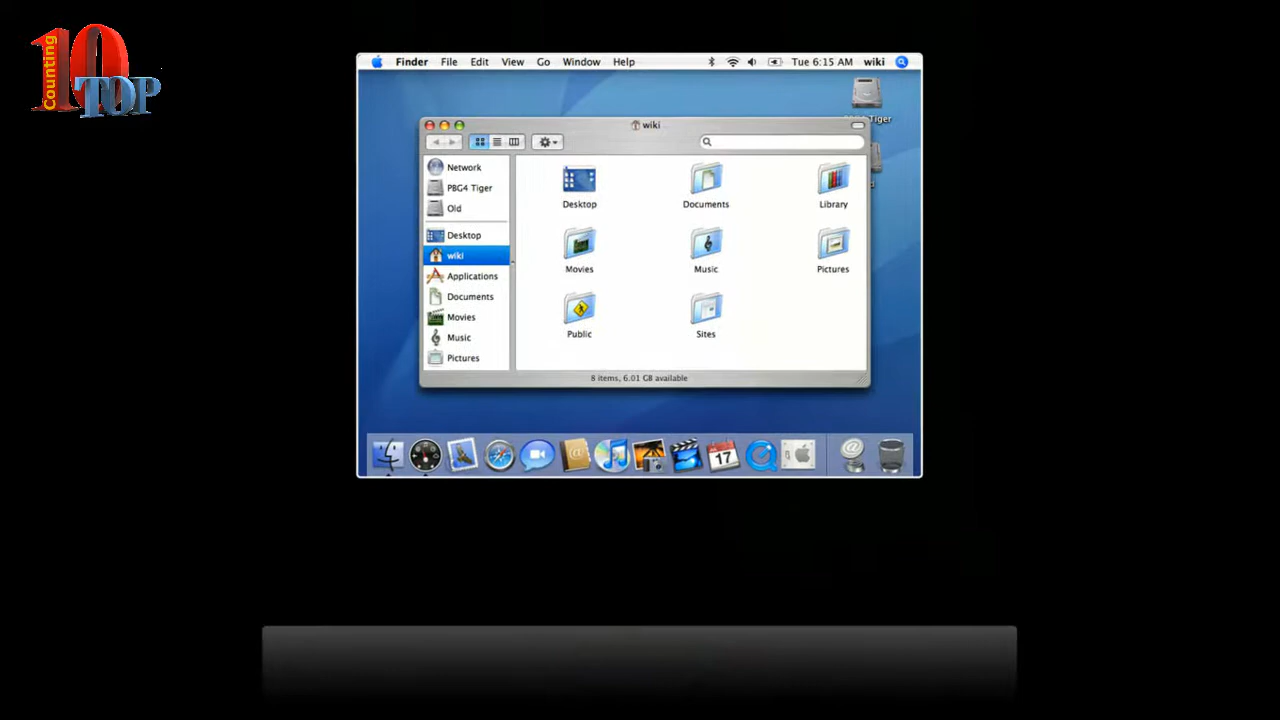 Counting
10
TOP
Finder File Edit View Go Window Help Tue 6:15 AM wiki
Tiger
wiki
Network
PBG4 Tiger
Old
Desktop
wiki
Applications
Documents
Movies
Music
Pictures
Desktop Documents Library
Movies Music Pictures
Public Sites
8 items, 6.01 GB available
17